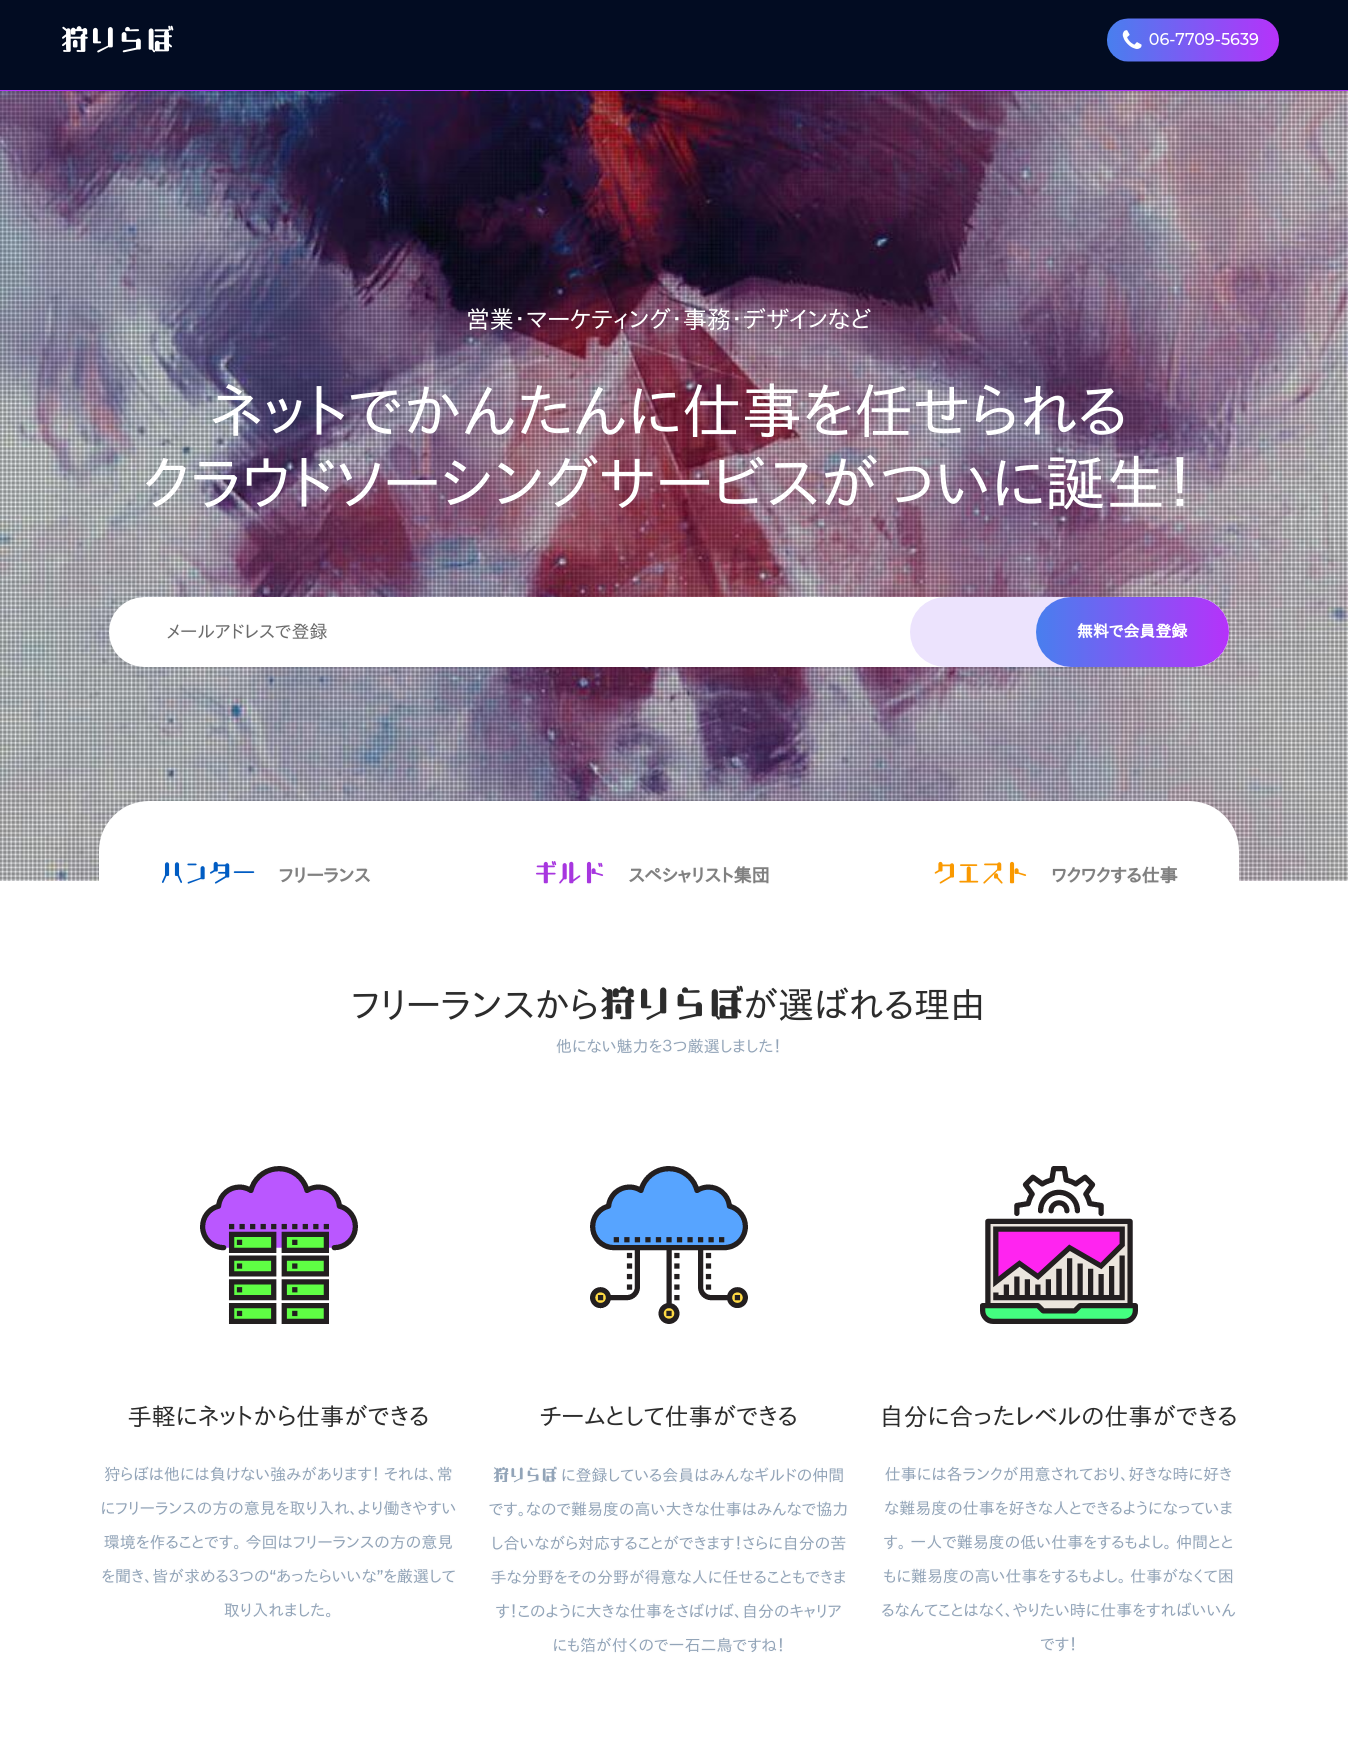 狩りらぼ
06-7709-5639
営業・マーケティング・事務・デザインなど
ネットでかんたんに仕事を任せられる
クラウドソーシングサービスがついに誕生！
メールアドレスで登録
無料で会員登録
ハンター フリーランス
ギルド スペシャリスト集団
クエスト ワクワクする仕事
フリーランスから狩りらぼが選ばれる理由
他にない魅力を3つ厳選しました！
手軽にネットから仕事ができる
狩らぼは他には負けない強みがあります！ それは、常
にフリーランスの方の意見を取り入れ、より働きやすい
環境を作ることです。 今回はフリーランスの方の意見
を聞き、皆が求める3つの“あったらいいな”を厳選して
取り入れました。
チームとして仕事ができる
狩りらぼ に登録している会員はみんなギルドの仲間
です。なので難易度の高い大きな仕事はみんなで協力
し合いながら対応することができます！さらに自分の苦
手な分野をその分野が得意な人に任せることもできま
す！このように大きな仕事をさばけば、自分のキャリア
にも箔が付くので一石二鳥ですね！
自分に合ったレベルの仕事ができる
仕事には各ランクが用意されており、好きな時に好き
な難易度の仕事を好きな人とできるようになっていま
す。 一人で難易度の低い仕事をするもよし。 仲間とと
もに難易度の高い仕事をするもよし。 仕事がなくて困
るなんてことはなく、やりたい時に仕事をすればいいん
です！